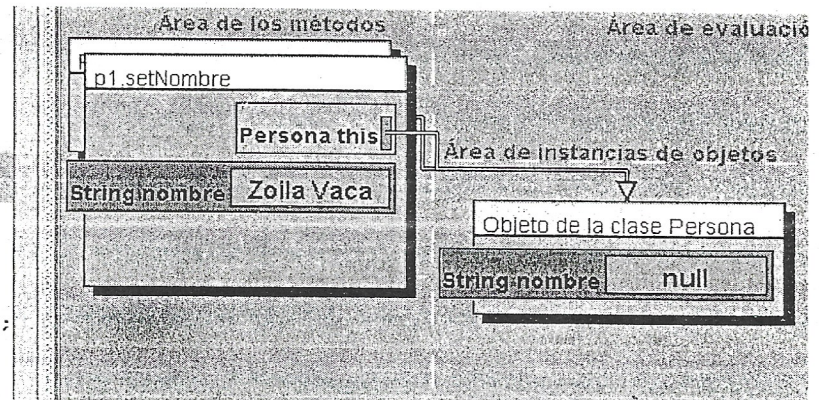 Área de los métodos
Área de evaluació
p1.setNombre
Persona this
Área de instancias de objetos
String nombre Zoila Vaca
Objeto de la clase Persona
String nombre null
;